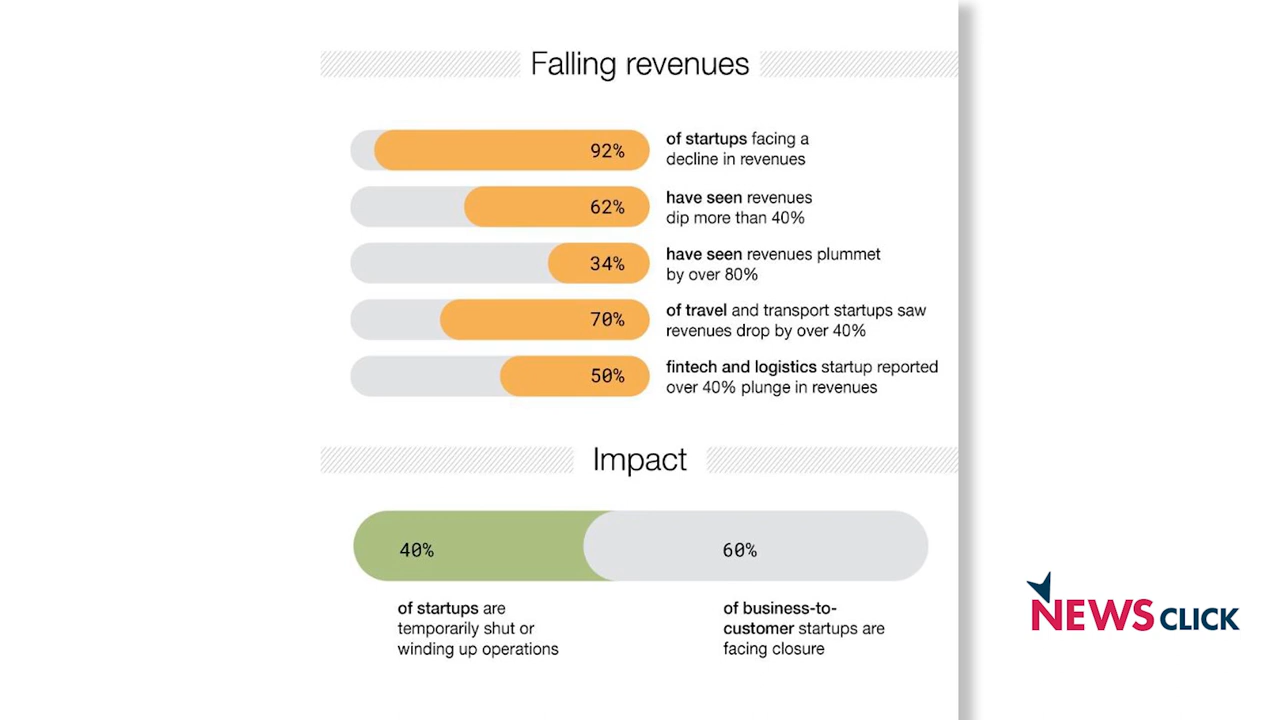 Falling revenues
92%
of startups facing a
decline in revenues
62%
have seen revenues
dip more than 40%
34%
have seen revenues plummet
by over 80%
70%
of travel and transport startups saw
revenues drop by over 40%
50%
fintech and logistics startup reported
over 40% plunge in revenues
Impact
40%
60%
of startups are
temporarily shut or
winding up operations
of business-to-
customer startups are
facing closure
NEWS CLICK